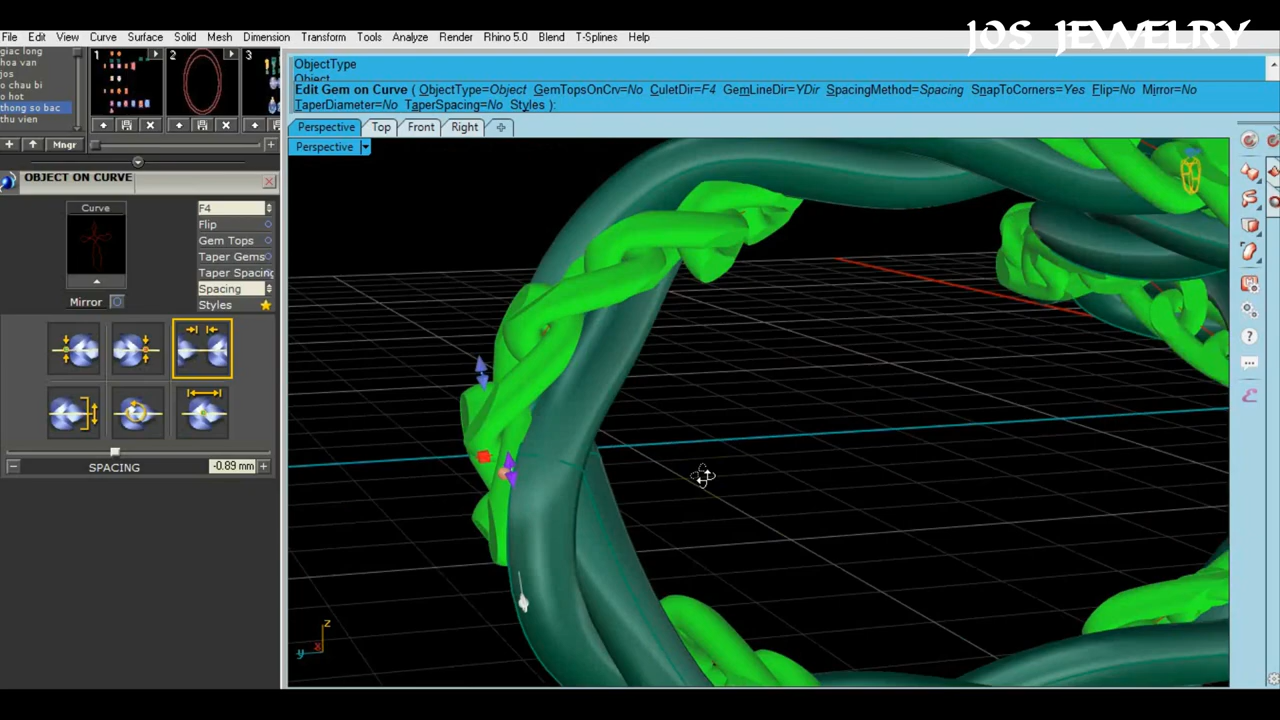 JOS JEWELRY
File Edit View Curve Surface Solid Mesh Dimension Transform Tools Analyze Render Rhino 5.0 Blend T-Splines Help
giac long
hoa van
jos
o chau bi
o hot
thong so bac
thu vien
1 2 3
Mngr
ObjectType
Object
Edit Gem on Curve ( ObjectType=Object GemTopsOnCrv=No CuletDir=F4 GemLineDir=YDir SpacingMethod=Spacing SnapToCorners=Yes Flip=No Mirror=No
TaperDiameter=No TaperSpacing=No Styles ):
Perspective Top Front Right
Perspective
OBJECT ON CURVE
Curve
F4
Flip
Gem Tops
Taper Gems
Taper Spacing
Spacing
Mirror
Styles
SPACING -0.89 mm
z
y x